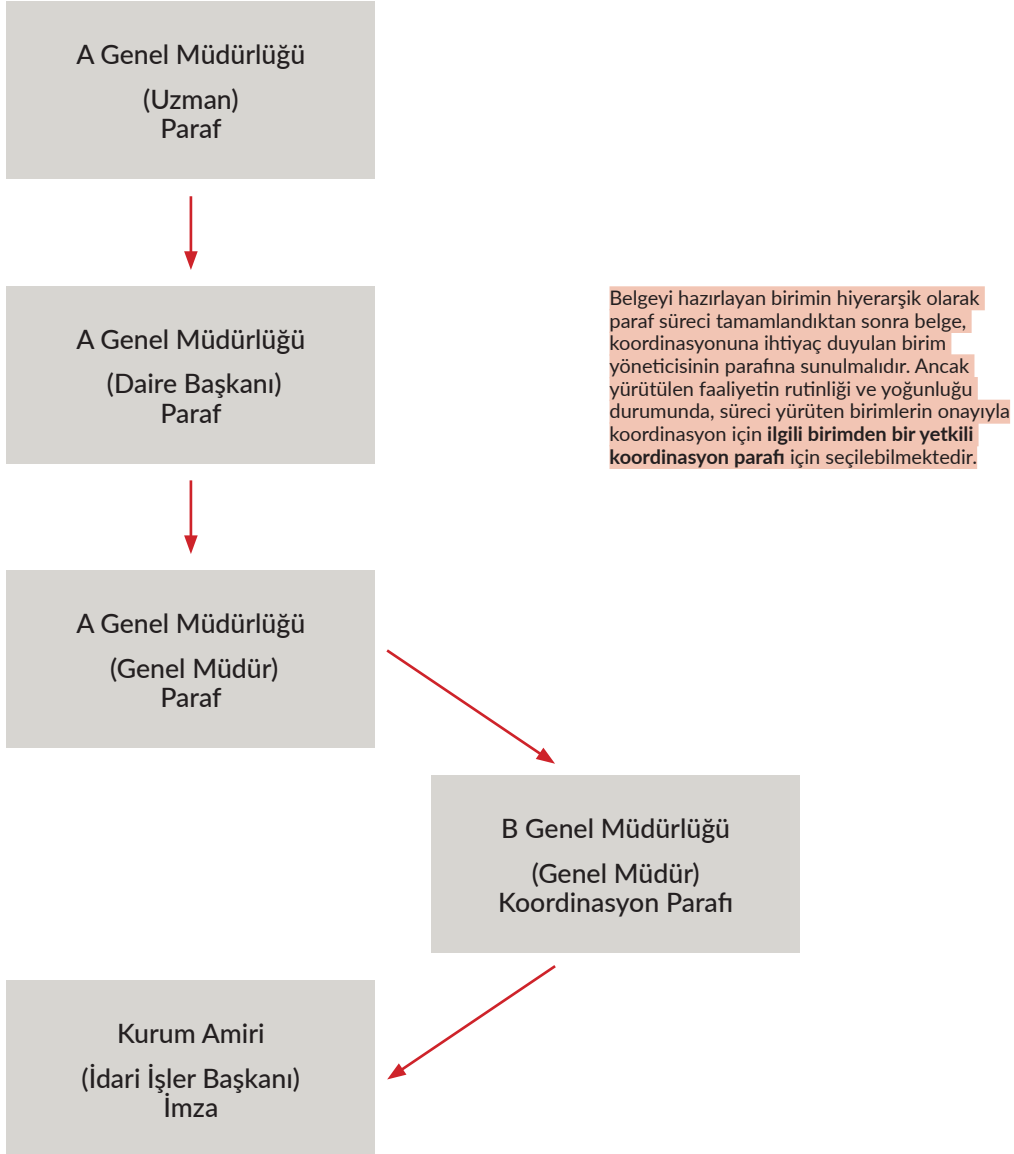 A Genel Müdürlüğü
(Uzman)
Paraf
A Genel Müdürlüğü
(Daire Başkanı)
Paraf
Belgeyi hazırlayan birimin hiyerarşik olarak
paraf süreci tamamlandıktan sonra belge,
koordinasyonuna ihtiyaç duyulan birim
yöneticisinin parafına sunulmalıdır. Ancak
yürütülen faaliyetin rutinliği ve yoğunluğu
durumunda, süreci yürüten birimlerin onayıyla
koordinasyon için ilgili birimden bir yetkili
koordinasyon parafı için seçilebilmektedir.
A Genel Müdürlüğü
(Genel Müdür)
Paraf
B Genel Müdürlüğü
(Genel Müdür)
Koordinasyon Parafı
Kurum Amiri
(İdari İşler Başkanı)
İmza